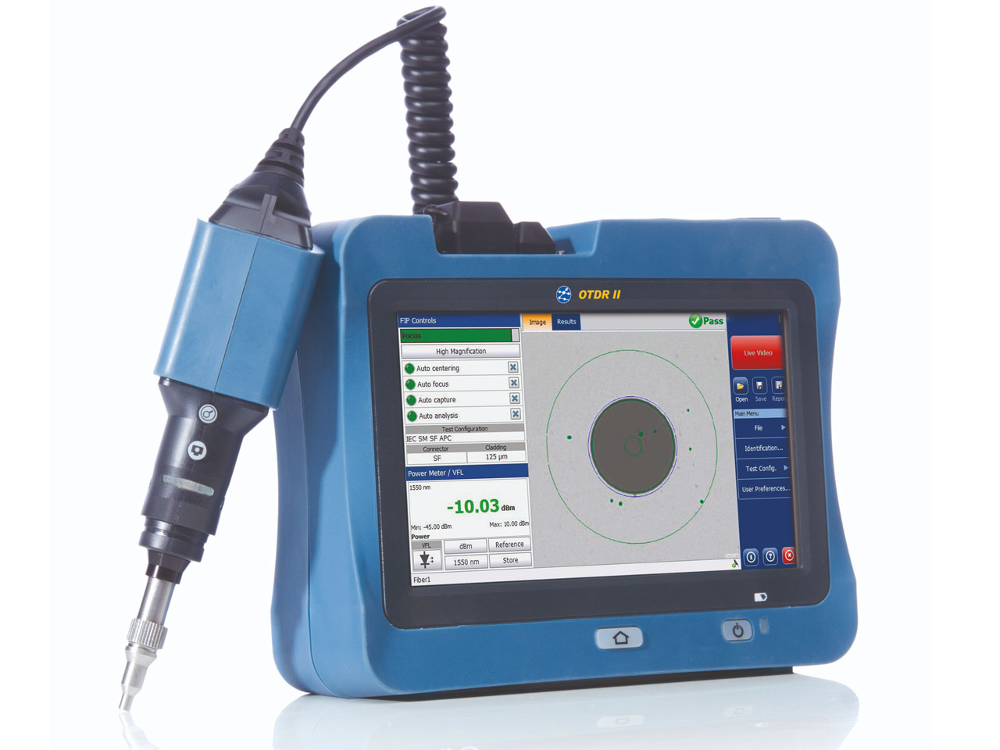 OTDR II
FIP Controls
Focus
High Magnification
Auto centering
Auto focus
Auto capture
Auto analysis
Test Configuration
IEC SM SF APC
Connector Cladding
SF 125 µm
Power Meter / VFL
1550 nm
-10.03 dBm
Min: -45.00 dBm Max: 10.00 dBm
Power
VFL dBm Reference
1550 nm Store
Fiber1
Image Results Pass
Live Video
Open Save Repor
Main Menu
File
Identification...
Test Config.
User Preferences...